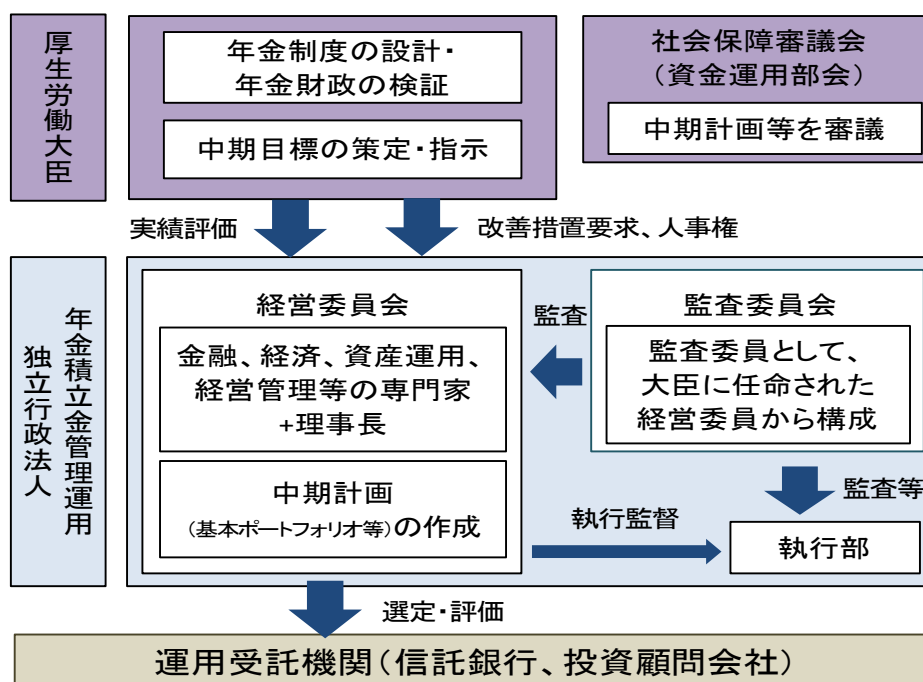 厚生労働大臣
年金制度の設計・
年金財政の検証
中期目標の策定・指示
社会保障審議会
（資金運用部会）
中期計画等を審議
実績評価
改善措置要求、人事権
年金積立金管理運用
独立行政法人
経営委員会
金融、経済、資産運用、
経営管理等の専門家
+理事長
中期計画
（基本ポートフォリオ等）の作成
監査
監査委員会
監査委員として、
大臣に任命された
経営委員から構成
監査等
執行監督
執行部
選定・評価
運用受託機関（信託銀行、投資顧問会社）